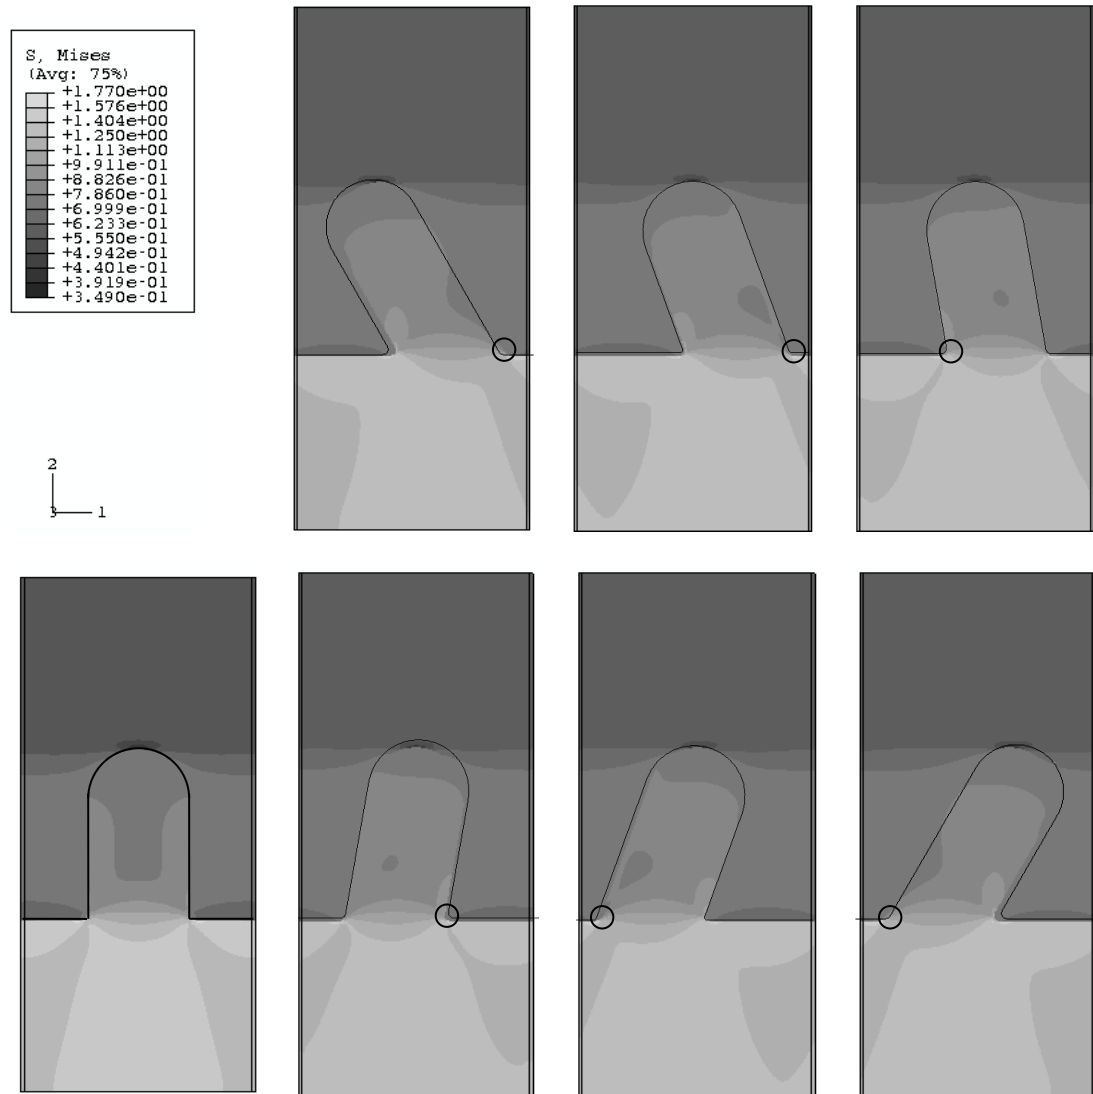 S, Mises
(Avg: 75%)
+1.770e+00
+1.576e+00
+1.404e+00
+1.250e+00
+1.113e+00
+9.911e-01
+8.826e-01
+7.860e-01
+6.999e-01
+6.233e-01
+5.550e-01
+4.942e-01
+4.401e-01
+3.919e-01
+3.490e-01
2
3 1